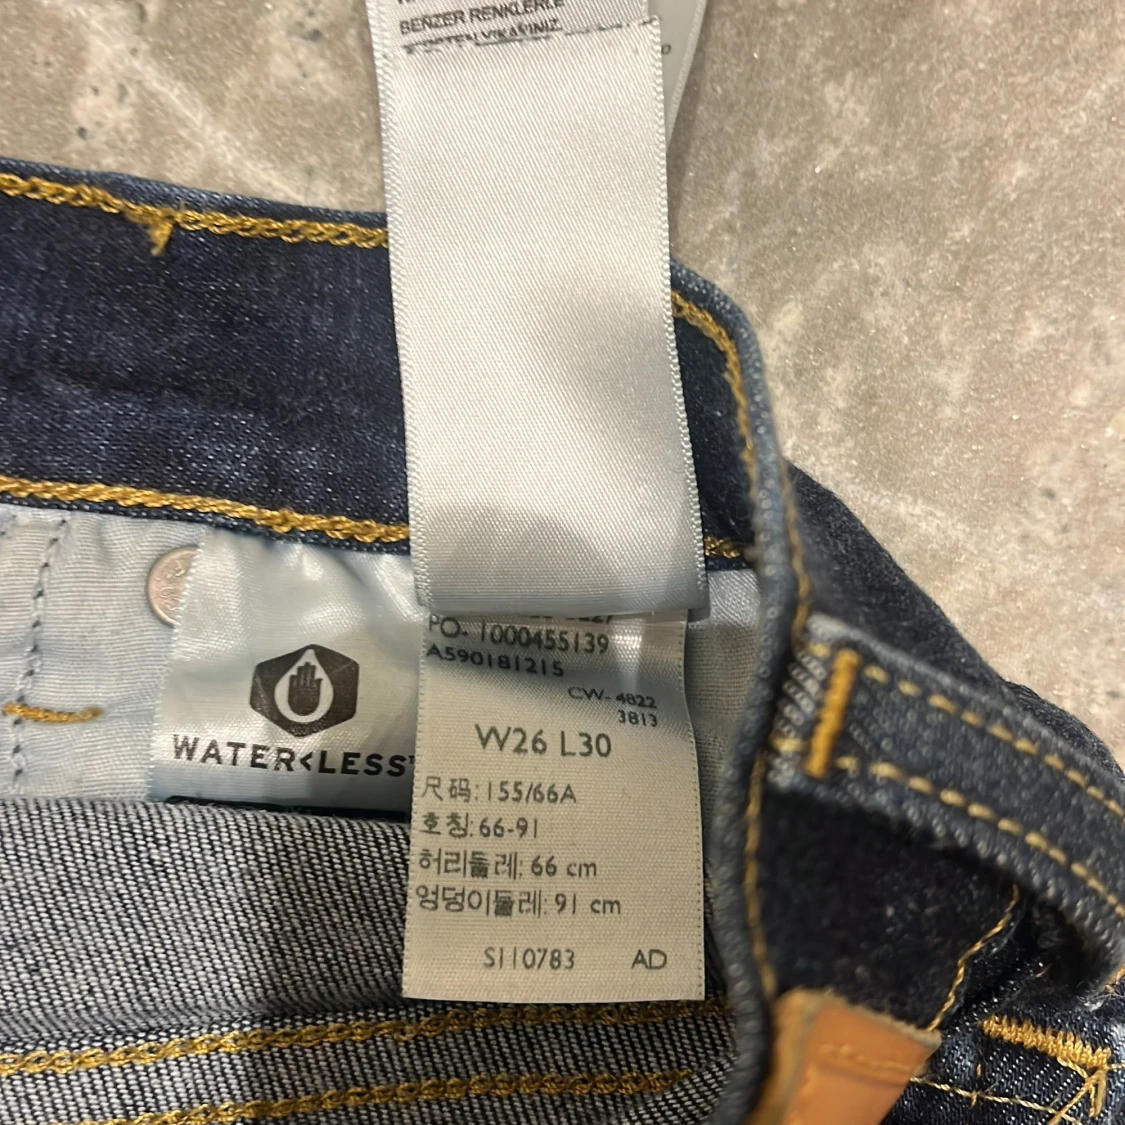 BENZER RENKLERLE
PO- 1000455139
A590181215
CW- 4822
3813
W26 L30
尺码:155/66A
호칭:66-91
허리둘레: 66 cm
엉덩이둘레: 91 cm
S110783 AD
WATER<LESS™